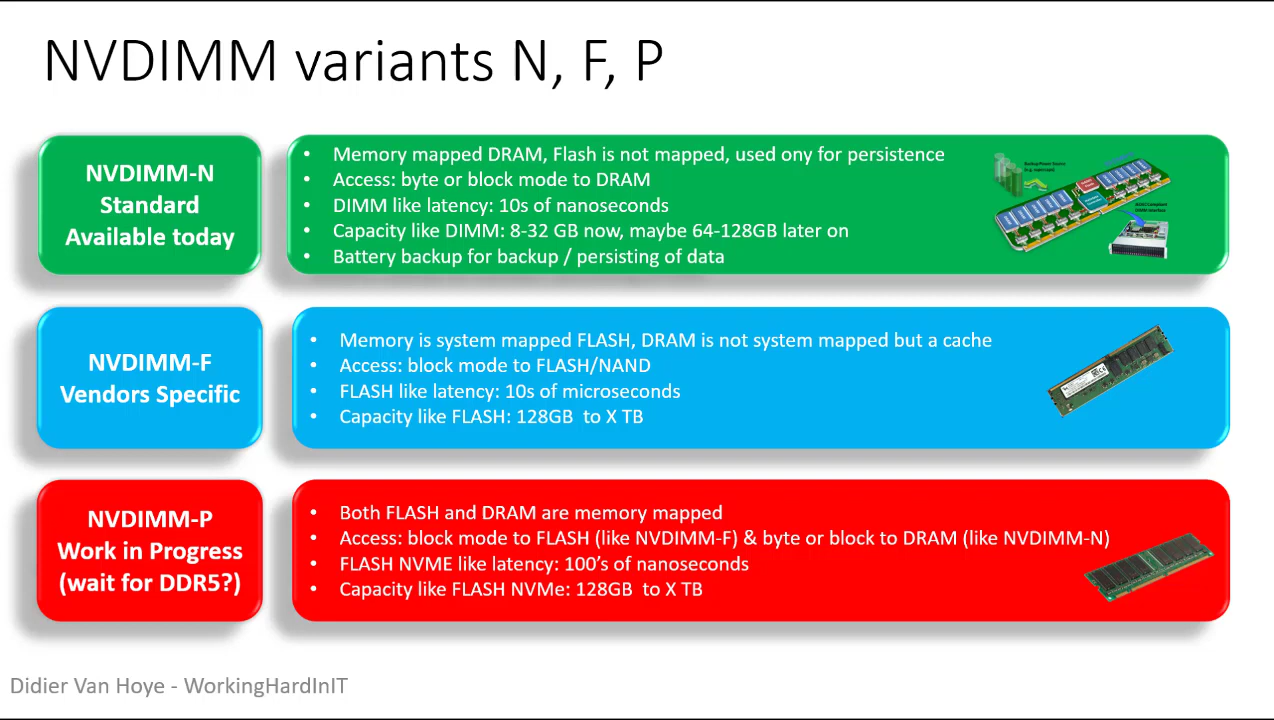 NVDIMM variants N, F, P
NVDIMM-N
Standard
Available today
• Memory mapped DRAM, Flash is not mapped, used ony for persistence
• Access: byte or block mode to DRAM
• DIMM like latency: 10s of nanoseconds
• Capacity like DIMM: 8-32 GB now, maybe 64-128GB later on
• Battery backup for backup / persisting of data
NVDIMM-F
Vendors Specific
• Memory is system mapped FLASH, DRAM is not system mapped but a cache
• Access: block mode to FLASH/NAND
• FLASH like latency: 10s of microseconds
• Capacity like FLASH: 128GB to X TB
NVDIMM-P
Work in Progress
(wait for DDR5?)
• Both FLASH and DRAM are memory mapped
• Access: block mode to FLASH (like NVDIMM-F) & byte or block to DRAM (like NVDIMM-N)
• FLASH NVME like latency: 100’s of nanoseconds
• Capacity like FLASH NVMe: 128GB to X TB
Didier Van Hoye - WorkingHardInIT